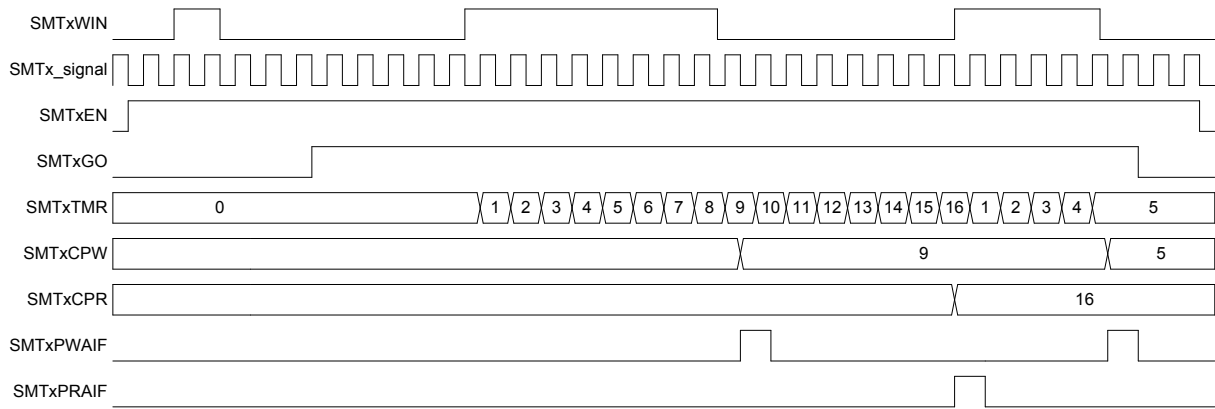 SMTxWIN
SMTx_signal
SMTxEN
SMTxGO
SMTxTMR 0 1 2 3 4 5 6 7 8 9 10 11 12 13 14 15 16 1 2 3 4 5
SMTxCPW 9 5
SMTxCPR 16
SMTxPWAIF
SMTxPRAIF